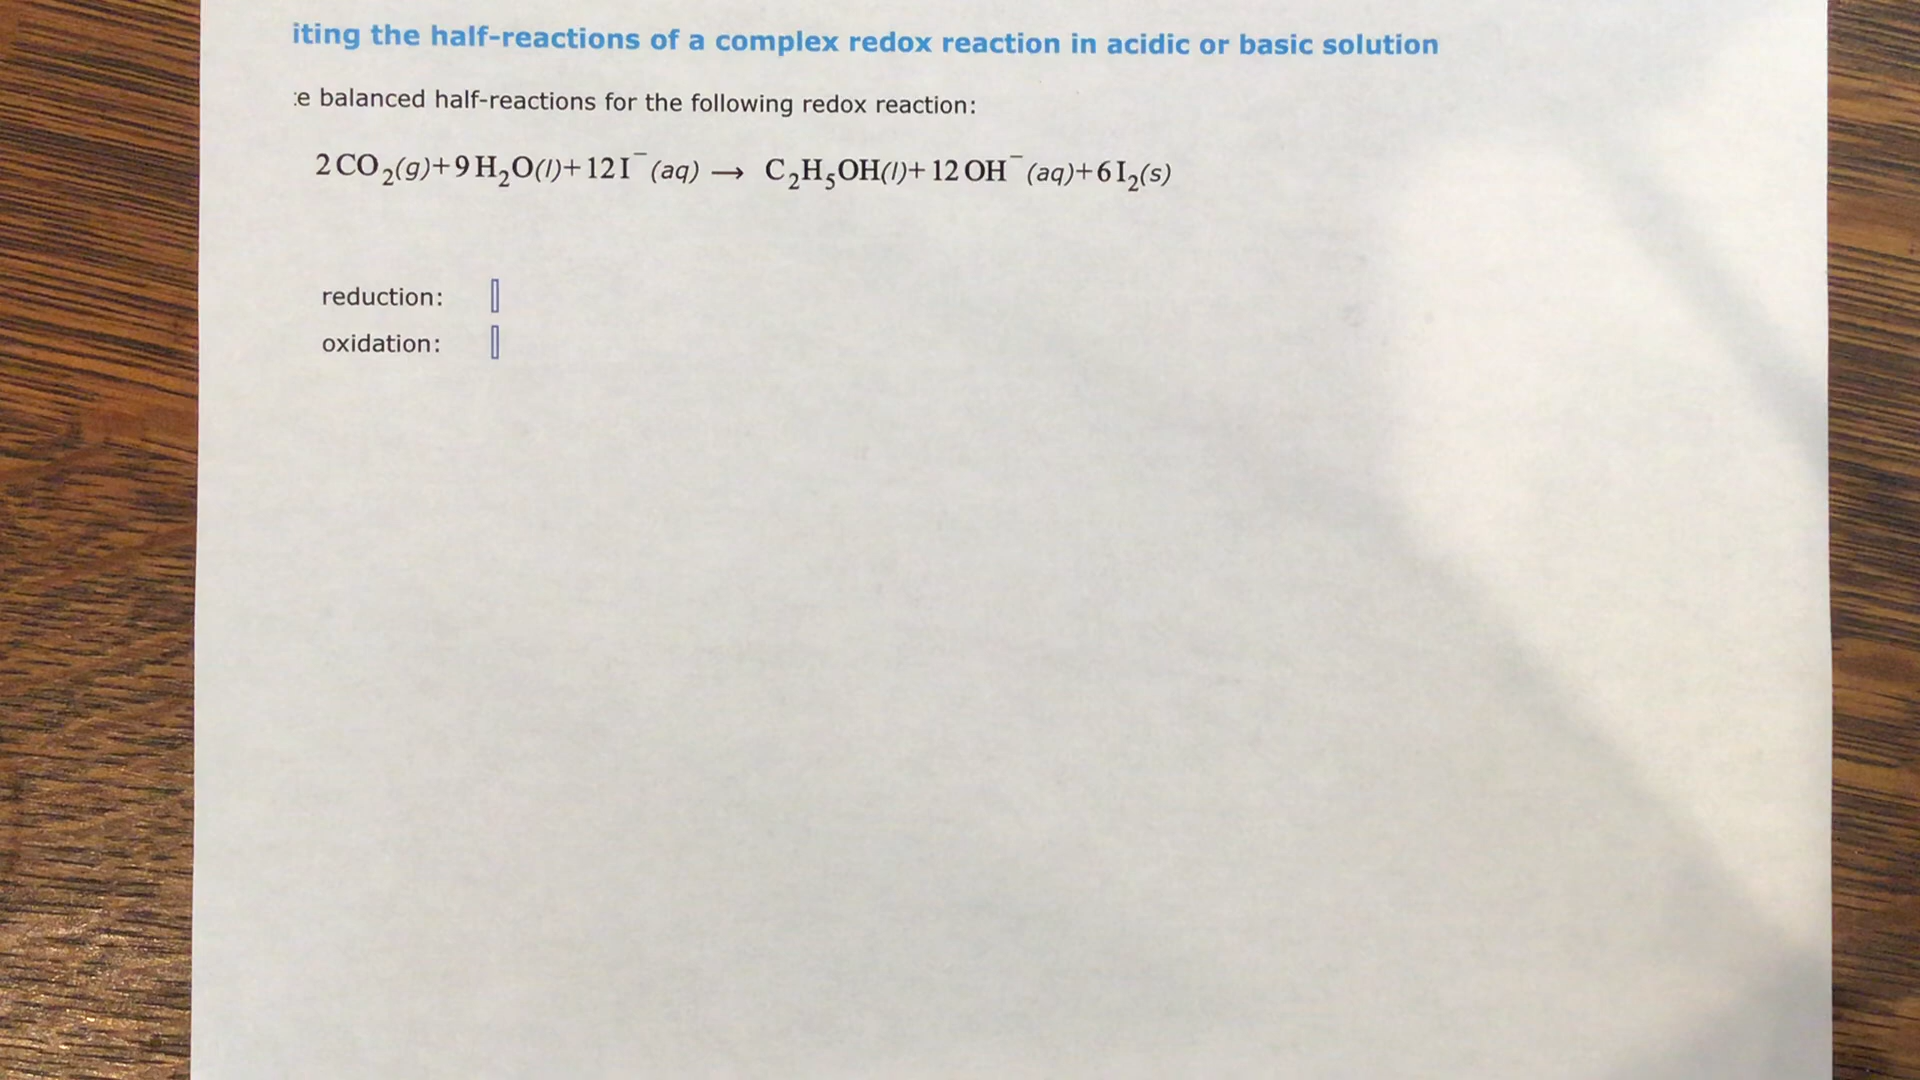 iting the half-reactions of a complex redox reaction in acidic or basic solution
e balanced half-reactions for the following redox reaction:
2 CO₂(g)+9 H₂O(l)+12 I⁻(aq) → C₂H₅OH(l)+12 OH⁻(aq)+6 I₂(s)
reduction:
oxidation: